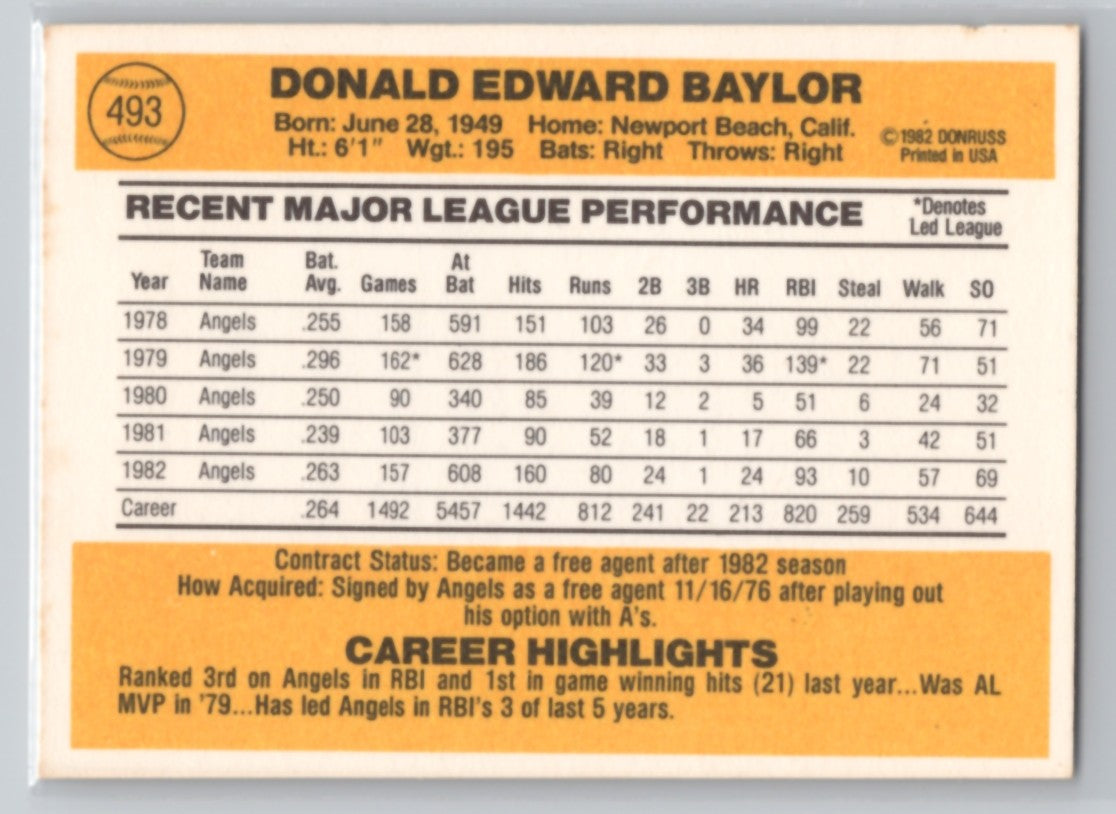 493
DONALD EDWARD BAYLOR
Born: June 28, 1949 Home: Newport Beach, Calif.
Ht.: 6'1" Wgt.: 195 Bats: Right Throws: Right
©1982 DONRUSS
Printed in USA
RECENT MAJOR LEAGUE PERFORMANCE
*Denotes
Led League
Year Team Name Bat. Avg. Games At Bat Hits Runs 2B 3B HR RBI Steal Walk SO
1978 Angels .255 158 591 151 103 26 0 34 99 22 56 71
1979 Angels .296 162* 628 186 120* 33 3 36 139* 22 71 51
1980 Angels .250 90 340 85 39 12 2 5 51 6 24 32
1981 Angels .239 103 377 90 52 18 1 17 66 3 42 51
1982 Angels .263 157 608 160 80 24 1 24 93 10 57 69
Career .264 1492 5457 1442 812 241 22 213 820 259 534 644
Contract Status: Became a free agent after 1982 season
How Acquired: Signed by Angels as a free agent 11/16/76 after playing out
his option with A's.
CAREER HIGHLIGHTS
Ranked 3rd on Angels in RBI and 1st in game winning hits (21) last year...Was AL
MVP in '79...Has led Angels in RBI's 3 of last 5 years.